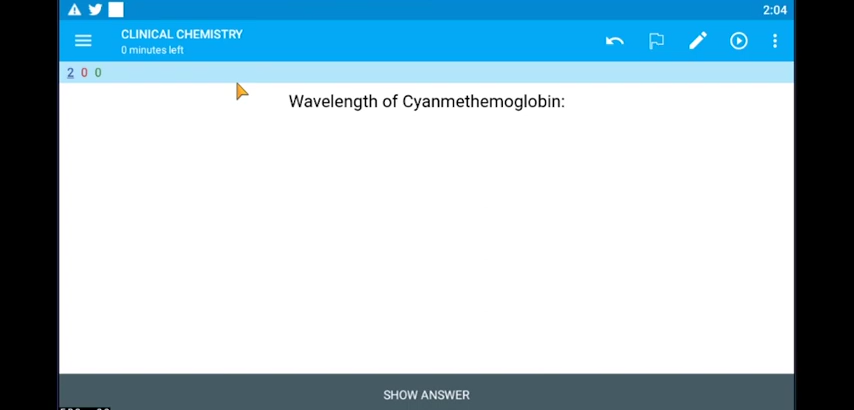 2:04
CLINICAL CHEMISTRY
0 minutes left
2 0 0
Wavelength of Cyanmethemoglobin:
SHOW ANSWER